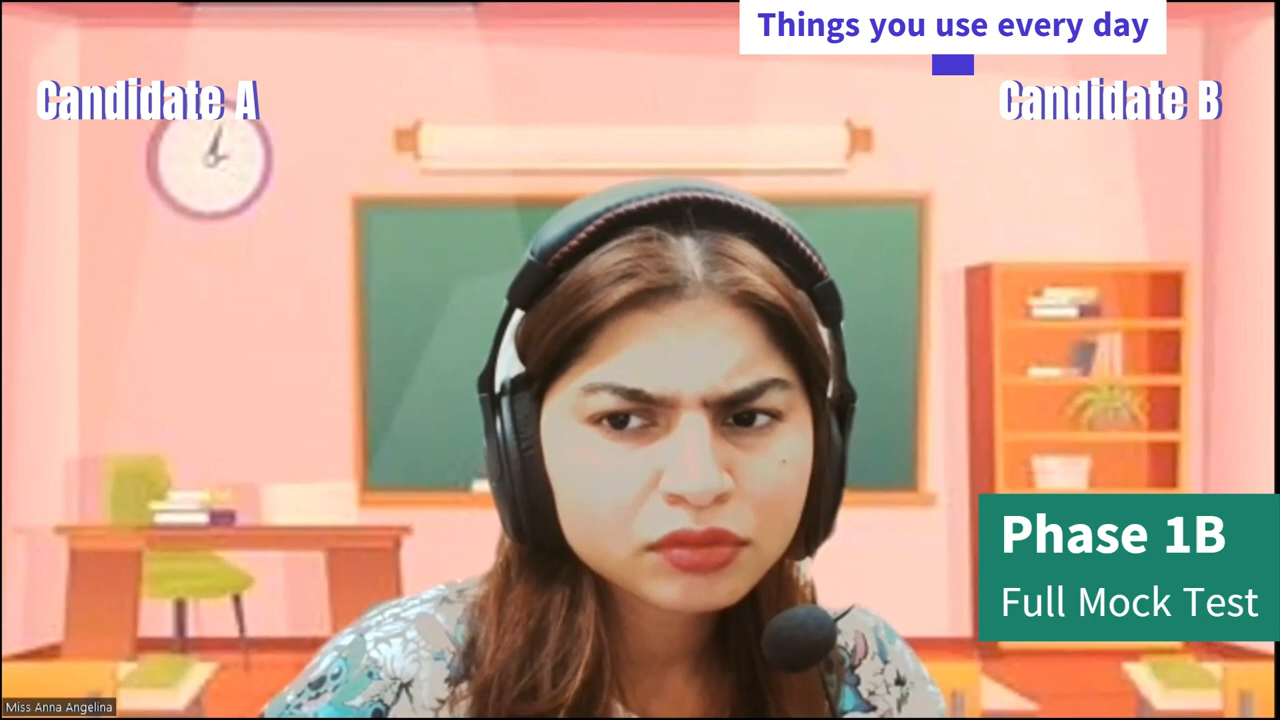 Things you use every day
Candidate A
Candidate B
Phase 1B
Full Mock Test
Miss Anna Angelina